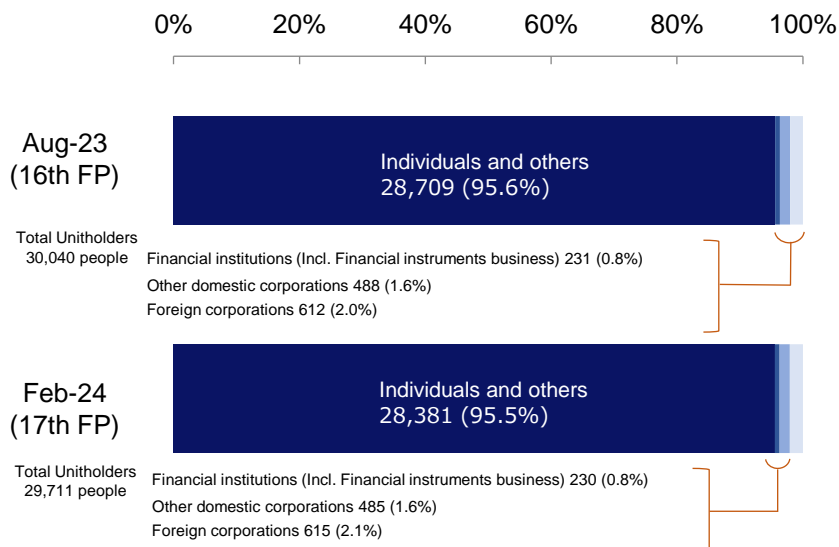 0% 20% 40% 60% 80% 100%
Aug-23
(16th FP)
Individuals and others
28,709 (95.6%)
Total Unitholders
30,040 people
Financial institutions (Incl. Financial instruments business) 231 (0.8%)
Other domestic corporations 488 (1.6%)
Foreign corporations 612 (2.0%)
Feb-24
(17th FP)
Individuals and others
28,381 (95.5%)
Total Unitholders
29,711 people
Financial institutions (Incl. Financial instruments business) 230 (0.8%)
Other domestic corporations 485 (1.6%)
Foreign corporations 615 (2.1%)